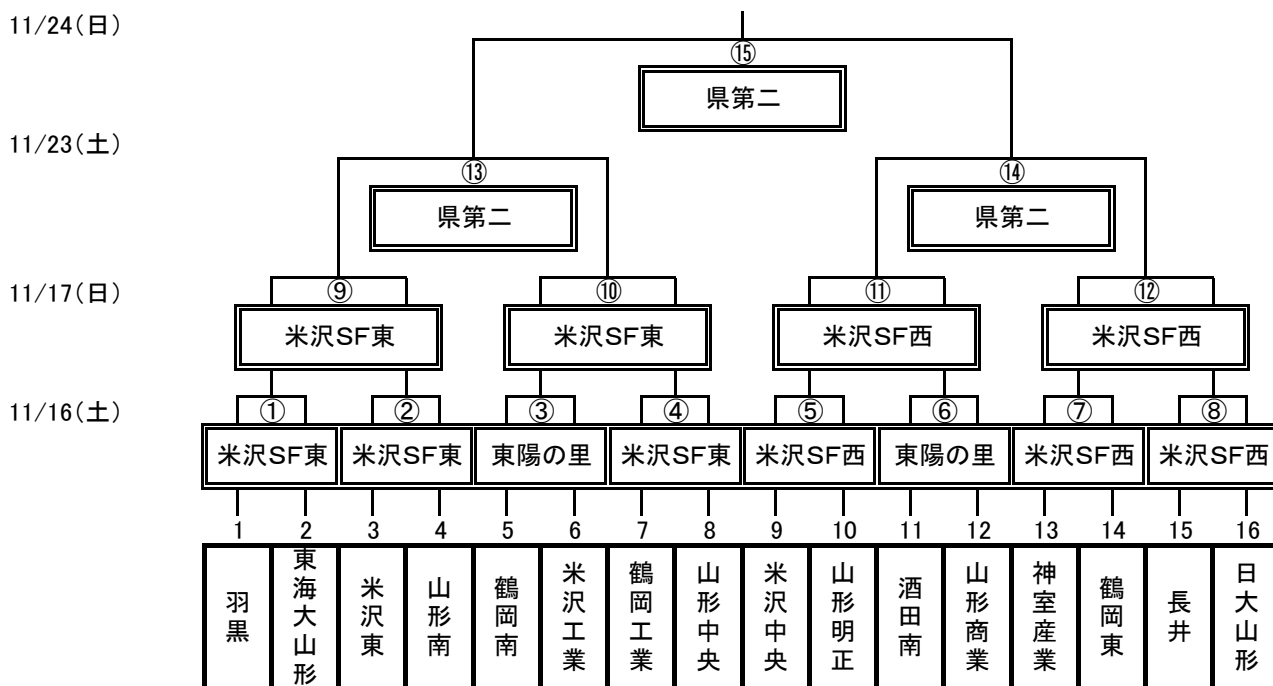 11/24(日)
⑮
県第二
11/23(土)
⑬
⑭
県第二
県第二
11/17(日)
⑨
⑩
⑪
⑫
米沢SF東
米沢SF東
米沢SF西
米沢SF西
11/16(土)
①
②
③
④
⑤
⑥
⑦
⑧
米沢SF東
米沢SF東
東陽の里
米沢SF東
米沢SF西
東陽の里
米沢SF西
米沢SF西
1
2
3
4
5
6
7
8
9
10
11
12
13
14
15
16
羽黒
東海大山形
米沢東
山形南
鶴岡南
米沢工業
鶴岡工業
山形中央
米沢中央
山形明正
酒田南
山形商業
神室産業
鶴岡東
長井
日大山形